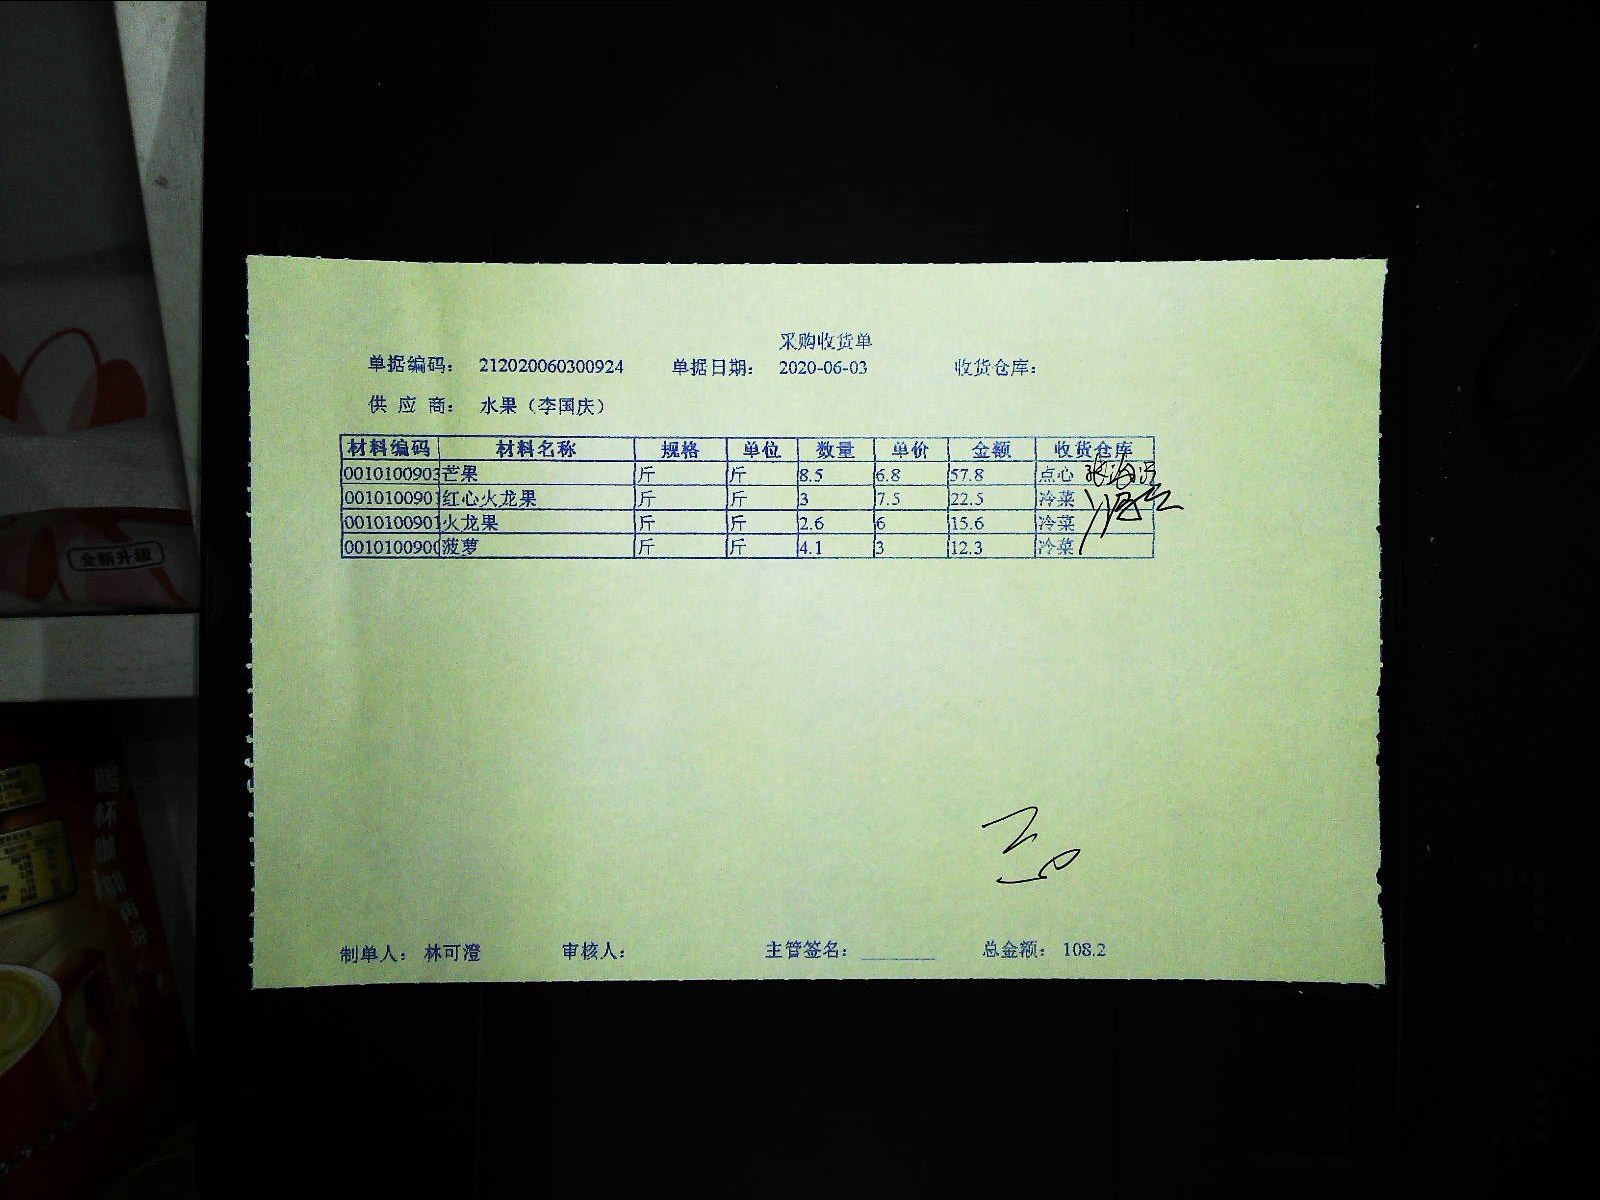 采购收货单
单据编码： 212020060300924 单据日期： 2020-06-03 收货仓库：
供 应 商： 水果（李国庆）
材料编码 材料名称 规格 单位 数量 单价 金额 收货仓库
0010100903 芒果 斤 斤 8.5 6.8 57.8 点心
0010100901 红心火龙果 斤 斤 3 7.5 22.5 冷菜
0010100901 火龙果 斤 斤 2.6 6 15.6 冷菜
0010100900 菠萝 斤 斤 4.1 3 12.3 冷菜
制单人： 林可澄 审核人： 主管签名： 总金额： 108.2
全新升級
再说